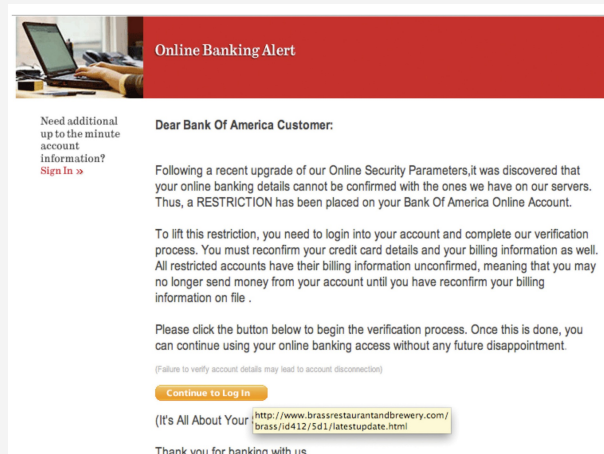 Online Banking Alert
Need additional
up to the minute
account
information?
Sign In »
Dear Bank Of America Customer:
Following a recent upgrade of our Online Security Parameters,it was discovered that
your online banking details cannot be confirmed with the ones we have on our servers.
Thus, a RESTRICTION has been placed on your Bank Of America Online Account.
To lift this restriction, you need to login into your account and complete our verification
process. You must reconfirm your credit card details and your billing information as well.
All restricted accounts have their billing information unconfirmed, meaning that you may
no longer send money from your account until you have reconfirm your billing
information on file .
Please click the button below to begin the verification process. Once this is done, you
can continue using your online banking access without any future disappointment.
(Failure to verify account details may lead to account disconnection)
Continue to Log In
(It's All About Your
http://www.brassrestaurantandbrewery.com/
brass/id412/5d1/latestupdate.html
Thank you for banking with us